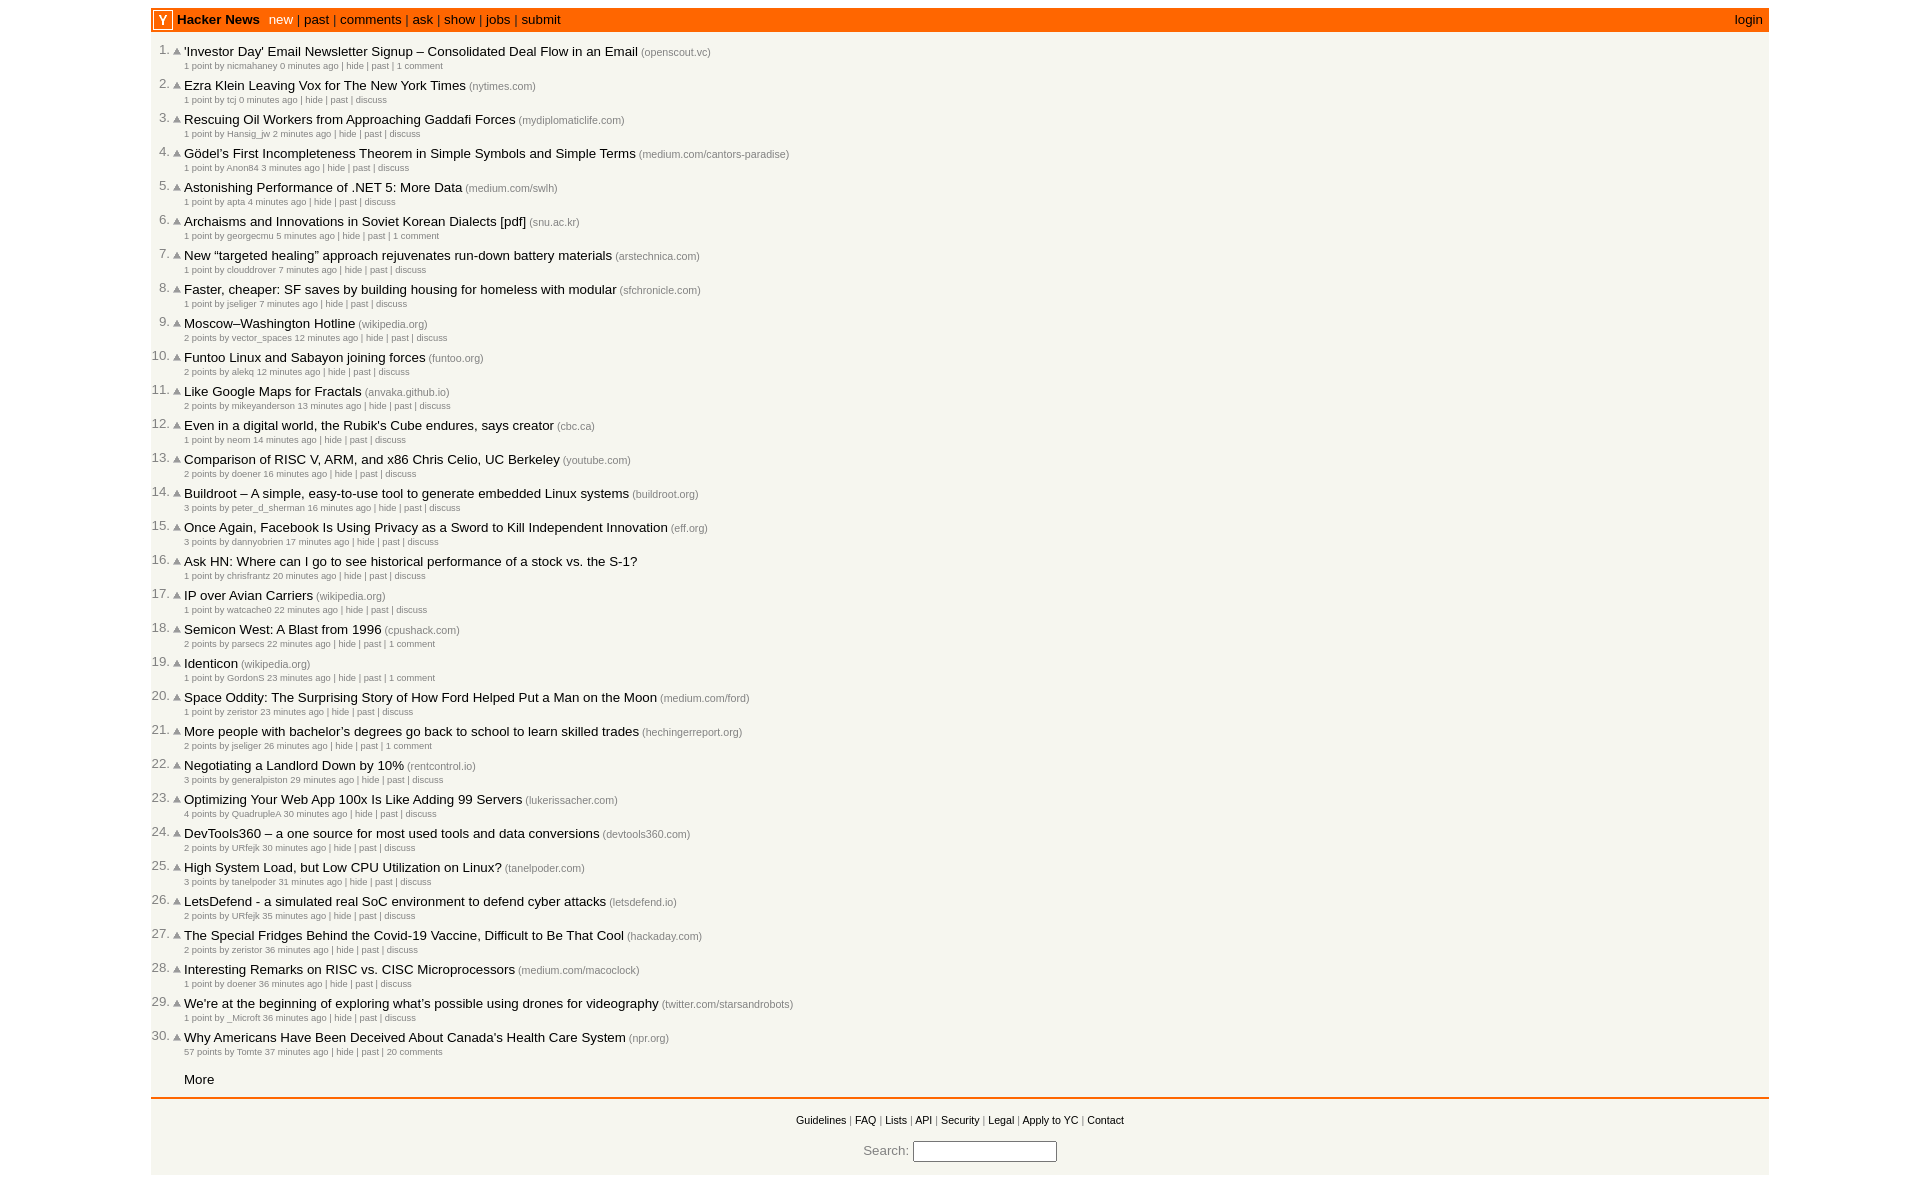 Y Hacker News new | past | comments | ask | show | jobs | submit login
1. 'Investor Day' Email Newsletter Signup – Consolidated Deal Flow in an Email (openscout.vc)
1 point by nicmahaney 0 minutes ago | hide | past | 1 comment
2. Ezra Klein Leaving Vox for The New York Times (nytimes.com)
1 point by tcj 0 minutes ago | hide | past | discuss
3. Rescuing Oil Workers from Approaching Gaddafi Forces (mydiplomaticlife.com)
1 point by Hansig_jw 2 minutes ago | hide | past | discuss
4. Gödel’s First Incompleteness Theorem in Simple Symbols and Simple Terms (medium.com/cantors-paradise)
1 point by Anon84 3 minutes ago | hide | past | discuss
5. Astonishing Performance of .NET 5: More Data (medium.com/swlh)
1 point by apta 4 minutes ago | hide | past | discuss
6. Archaisms and Innovations in Soviet Korean Dialects [pdf] (snu.ac.kr)
1 point by georgecmu 5 minutes ago | hide | past | 1 comment
7. New “targeted healing” approach rejuvenates run-down battery materials (arstechnica.com)
1 point by clouddrover 7 minutes ago | hide | past | discuss
8. Faster, cheaper: SF saves by building housing for homeless with modular (sfchronicle.com)
1 point by jseliger 7 minutes ago | hide | past | discuss
9. Moscow–Washington Hotline (wikipedia.org)
2 points by vector_spaces 12 minutes ago | hide | past | discuss
10. Funtoo Linux and Sabayon joining forces (funtoo.org)
2 points by alekq 12 minutes ago | hide | past | discuss
11. Like Google Maps for Fractals (anvaka.github.io)
2 points by mikeyanderson 13 minutes ago | hide | past | discuss
12. Even in a digital world, the Rubik's Cube endures, says creator (cbc.ca)
1 point by neom 14 minutes ago | hide | past | discuss
13. Comparison of RISC V, ARM, and x86 Chris Celio, UC Berkeley (youtube.com)
2 points by doener 16 minutes ago | hide | past | discuss
14. Buildroot – A simple, easy-to-use tool to generate embedded Linux systems (buildroot.org)
3 points by peter_d_sherman 16 minutes ago | hide | past | discuss
15. Once Again, Facebook Is Using Privacy as a Sword to Kill Independent Innovation (eff.org)
3 points by dannyobrien 17 minutes ago | hide | past | discuss
16. Ask HN: Where can I go to see historical performance of a stock vs. the S-1?
1 point by chrisfrantz 20 minutes ago | hide | past | discuss
17. IP over Avian Carriers (wikipedia.org)
1 point by watcache0 22 minutes ago | hide | past | discuss
18. Semicon West: A Blast from 1996 (cpushack.com)
2 points by parsecs 22 minutes ago | hide | past | 1 comment
19. Identicon (wikipedia.org)
1 point by GordonS 23 minutes ago | hide | past | 1 comment
20. Space Oddity: The Surprising Story of How Ford Helped Put a Man on the Moon (medium.com/ford)
1 point by zeristor 23 minutes ago | hide | past | discuss
21. More people with bachelor’s degrees go back to school to learn skilled trades (hechingerreport.org)
2 points by jseliger 26 minutes ago | hide | past | 1 comment
22. Negotiating a Landlord Down by 10% (rentcontrol.io)
3 points by generalpiston 29 minutes ago | hide | past | discuss
23. Optimizing Your Web App 100x Is Like Adding 99 Servers (lukerissacher.com)
4 points by QuadrupleA 30 minutes ago | hide | past | discuss
24. DevTools360 – a one source for most used tools and data conversions (devtools360.com)
2 points by URfejk 30 minutes ago | hide | past | discuss
25. High System Load, but Low CPU Utilization on Linux? (tanelpoder.com)
3 points by tanelpoder 31 minutes ago | hide | past | discuss
26. LetsDefend - a simulated real SoC environment to defend cyber attacks (letsdefend.io)
2 points by URfejk 35 minutes ago | hide | past | discuss
27. The Special Fridges Behind the Covid-19 Vaccine, Difficult to Be That Cool (hackaday.com)
2 points by zeristor 36 minutes ago | hide | past | discuss
28. Interesting Remarks on RISC vs. CISC Microprocessors (medium.com/macoclock)
1 point by doener 36 minutes ago | hide | past | discuss
29. We're at the beginning of exploring what’s possible using drones for videography (twitter.com/starsandrobots)
1 point by _Microft 36 minutes ago | hide | past | discuss
30. Why Americans Have Been Deceived About Canada's Health Care System (npr.org)
57 points by Tomte 37 minutes ago | hide | past | 20 comments
More
Guidelines | FAQ | Lists | API | Security | Legal | Apply to YC | Contact
Search: